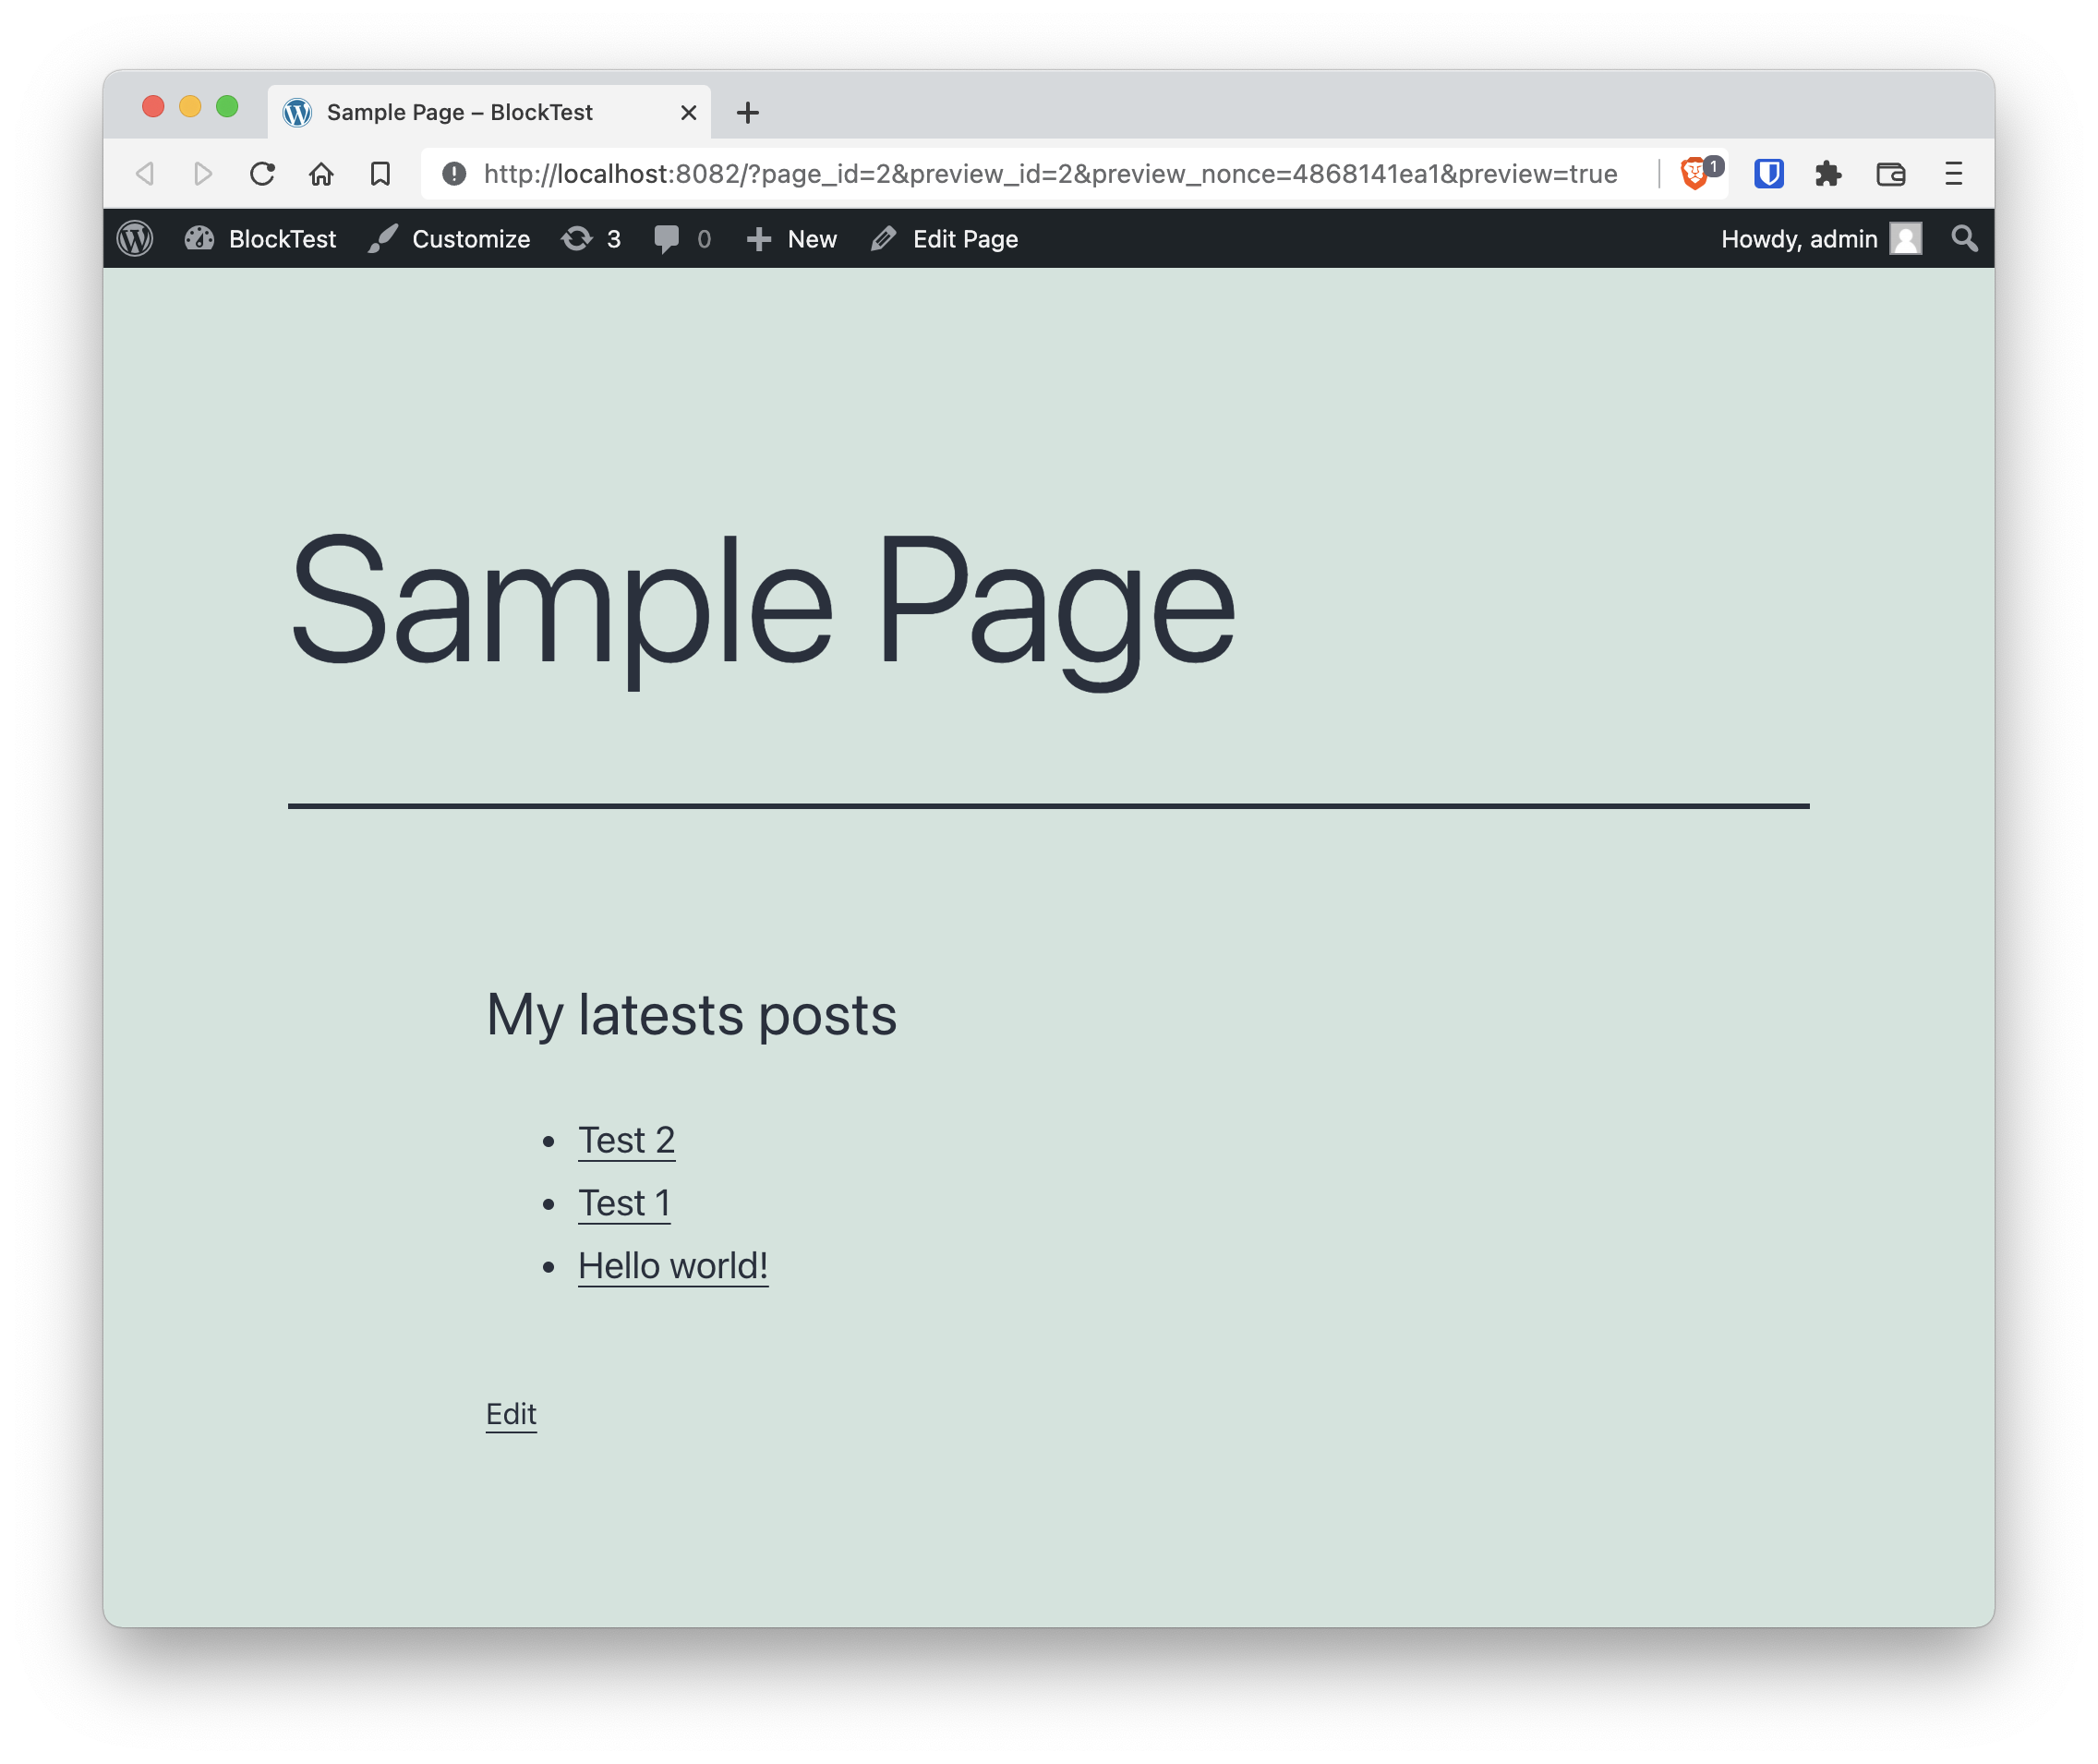 Sample Page – BlockTest
http://localhost:8082/?page_id=2&preview_id=2&preview_nonce=4868141ea1&preview=true 1
BlockTest Customize 3 0 New Edit Page Howdy, admin
Sample Page
My latests posts
Test 2
Test 1
Hello world!
Edit